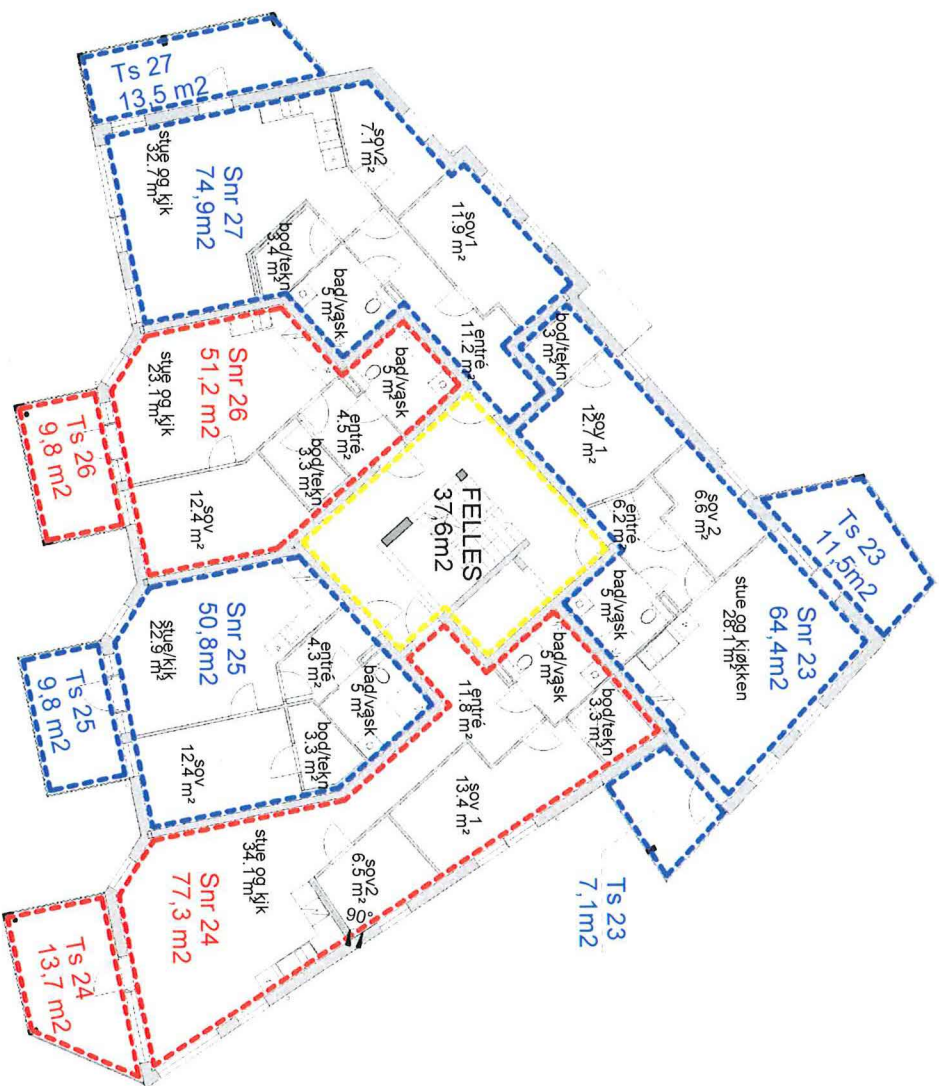 Ts 27
13,5 m2
Snr 27
74,9m2
stue og kjk
32.7m²
sov2
7.1 m²
sov1
11.9 m²
bod/tekn
3.4 m²
bad/vask
5 m²
entré
11.2 m²
bod/tekn
3 m²
Snr 26
51,2 m2
stue og kjk
23.1m²
bad/vask
5 m²
entré
4.5 m²
bod/tekn
3.3 m²
sov
12.4 m²
Ts 26
9,8 m2
FELLES
37,6m2
sov 1
12.7 m²
sov 2
6.6 m²
entré
6.2 m²
bad/vask
5 m²
stue og kjøkken
28.1m²
Snr 23
64,4m2
Ts 23
11,5m2
Ts 23
7,1m2
Snr 25
50,8m2
stue/kjk
22.9 m²
entré
4.3 m²
bad/vask
5 m²
bod/tekn
3.3 m²
sov
12.4 m²
Ts 25
9,8 m2
entré
11.8 m²
bad/vask
5 m²
bod/tekn
3.3 m²
sov 1
13.4 m²
sov2
6.5 m²
90°
stue og kjk
34.1m²
Snr 24
77,3 m2
Ts 24
13,7 m2